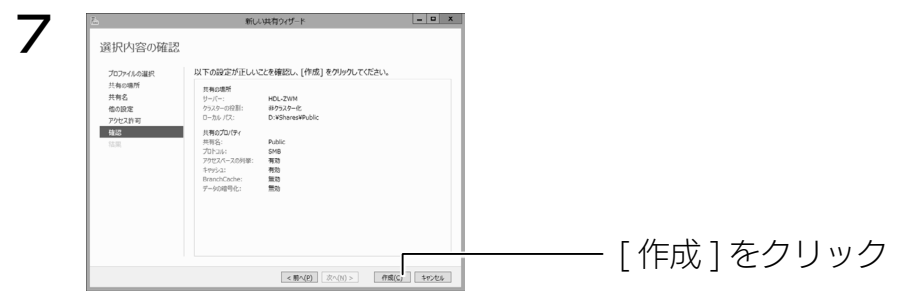 7
新しい共有ウィザード
選択内容の確認
プロファイルの選択
共有の場所
共有名
他の設定
アクセス許可
確認
結果
以下の設定が正しいことを確認し、[作成] をクリックしてください。
共有の場所
サーバー: HDL-ZWM
クラスターの役割: 非クラスター化
ローカル パス: D:¥Shares¥Public
共有のプロパティ
共有名: Public
プロトコル: SMB
アクセスベースの列挙: 有効
キャッシュ: 有効
BranchCache: 無効
データの暗号化: 無効
< 前へ(P) 次へ(N) > 作成(C) キャンセル
[ 作成 ] をクリック